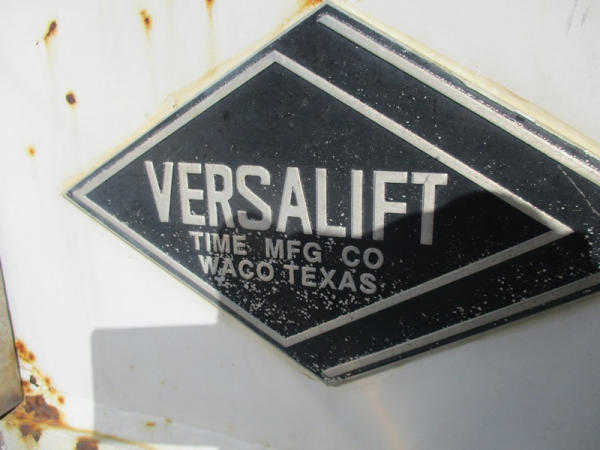 VERSALIFT
TIME MFG CO
WACO TEXAS